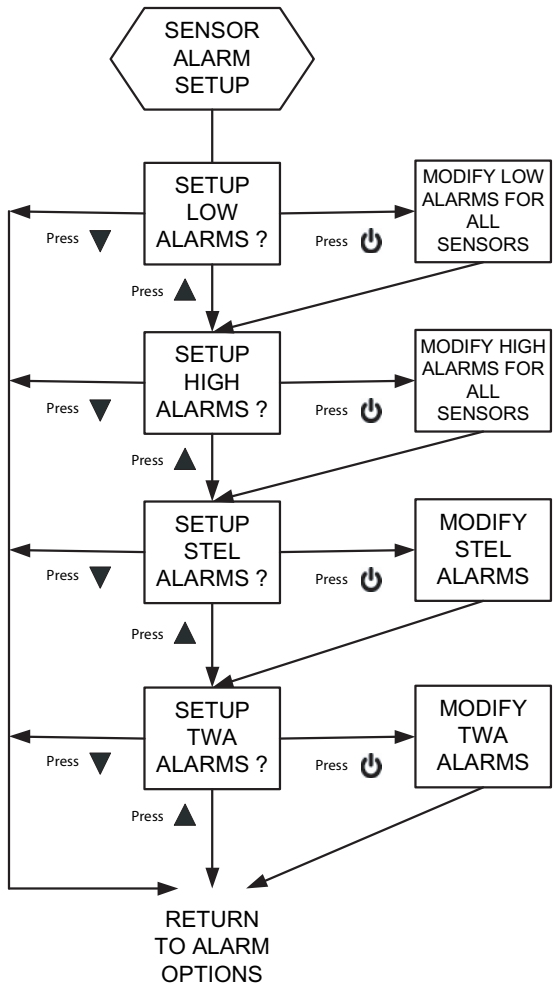 SENSOR
ALARM
SETUP
SETUP
LOW
ALARMS ?
MODIFY LOW
ALARMS FOR
ALL
SENSORS
Press
Press
Press
SETUP
HIGH
ALARMS ?
MODIFY HIGH
ALARMS FOR
ALL
SENSORS
Press
Press
Press
SETUP
STEL
ALARMS ?
MODIFY
STEL
ALARMS
Press
Press
Press
SETUP
TWA
ALARMS ?
MODIFY
TWA
ALARMS
Press
Press
Press
RETURN
TO ALARM
OPTIONS